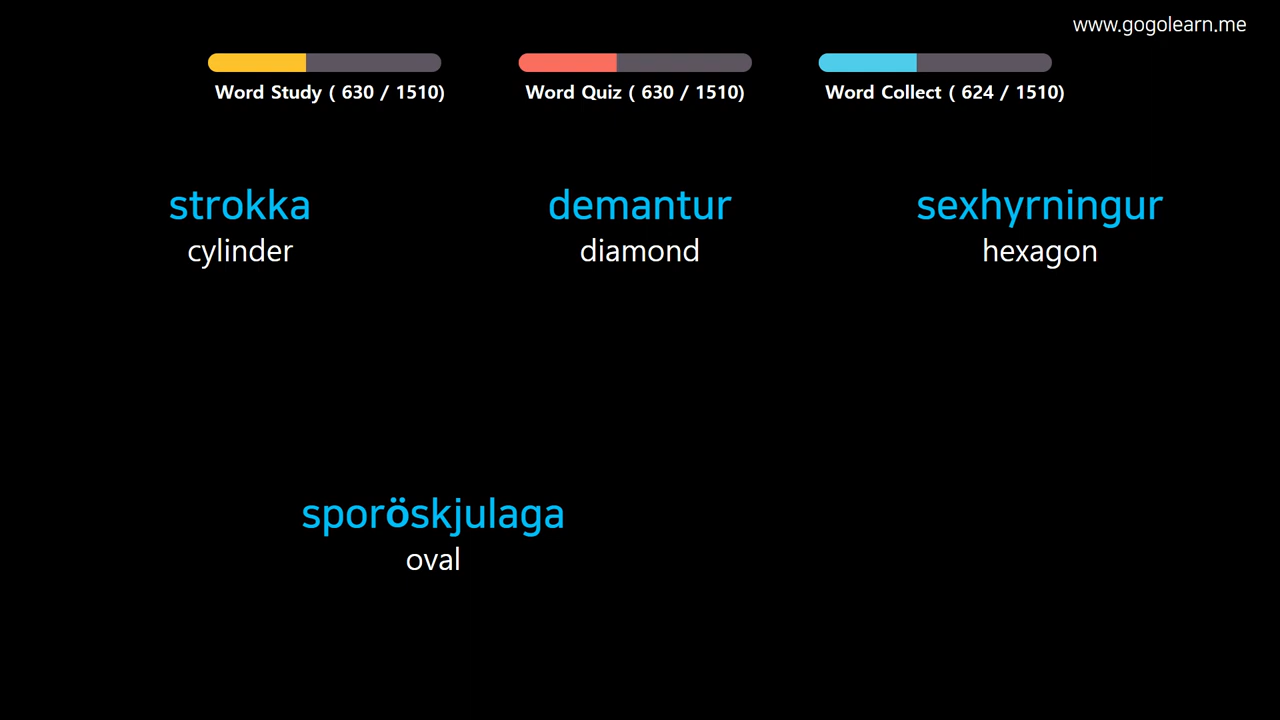 www.gogolearn.me
Word Study ( 630 / 1510)
Word Quiz ( 630 / 1510)
Word Collect ( 624 / 1510)
strokka
cylinder
demantur
diamond
sexhyrningur
hexagon
sporöskjulaga
oval